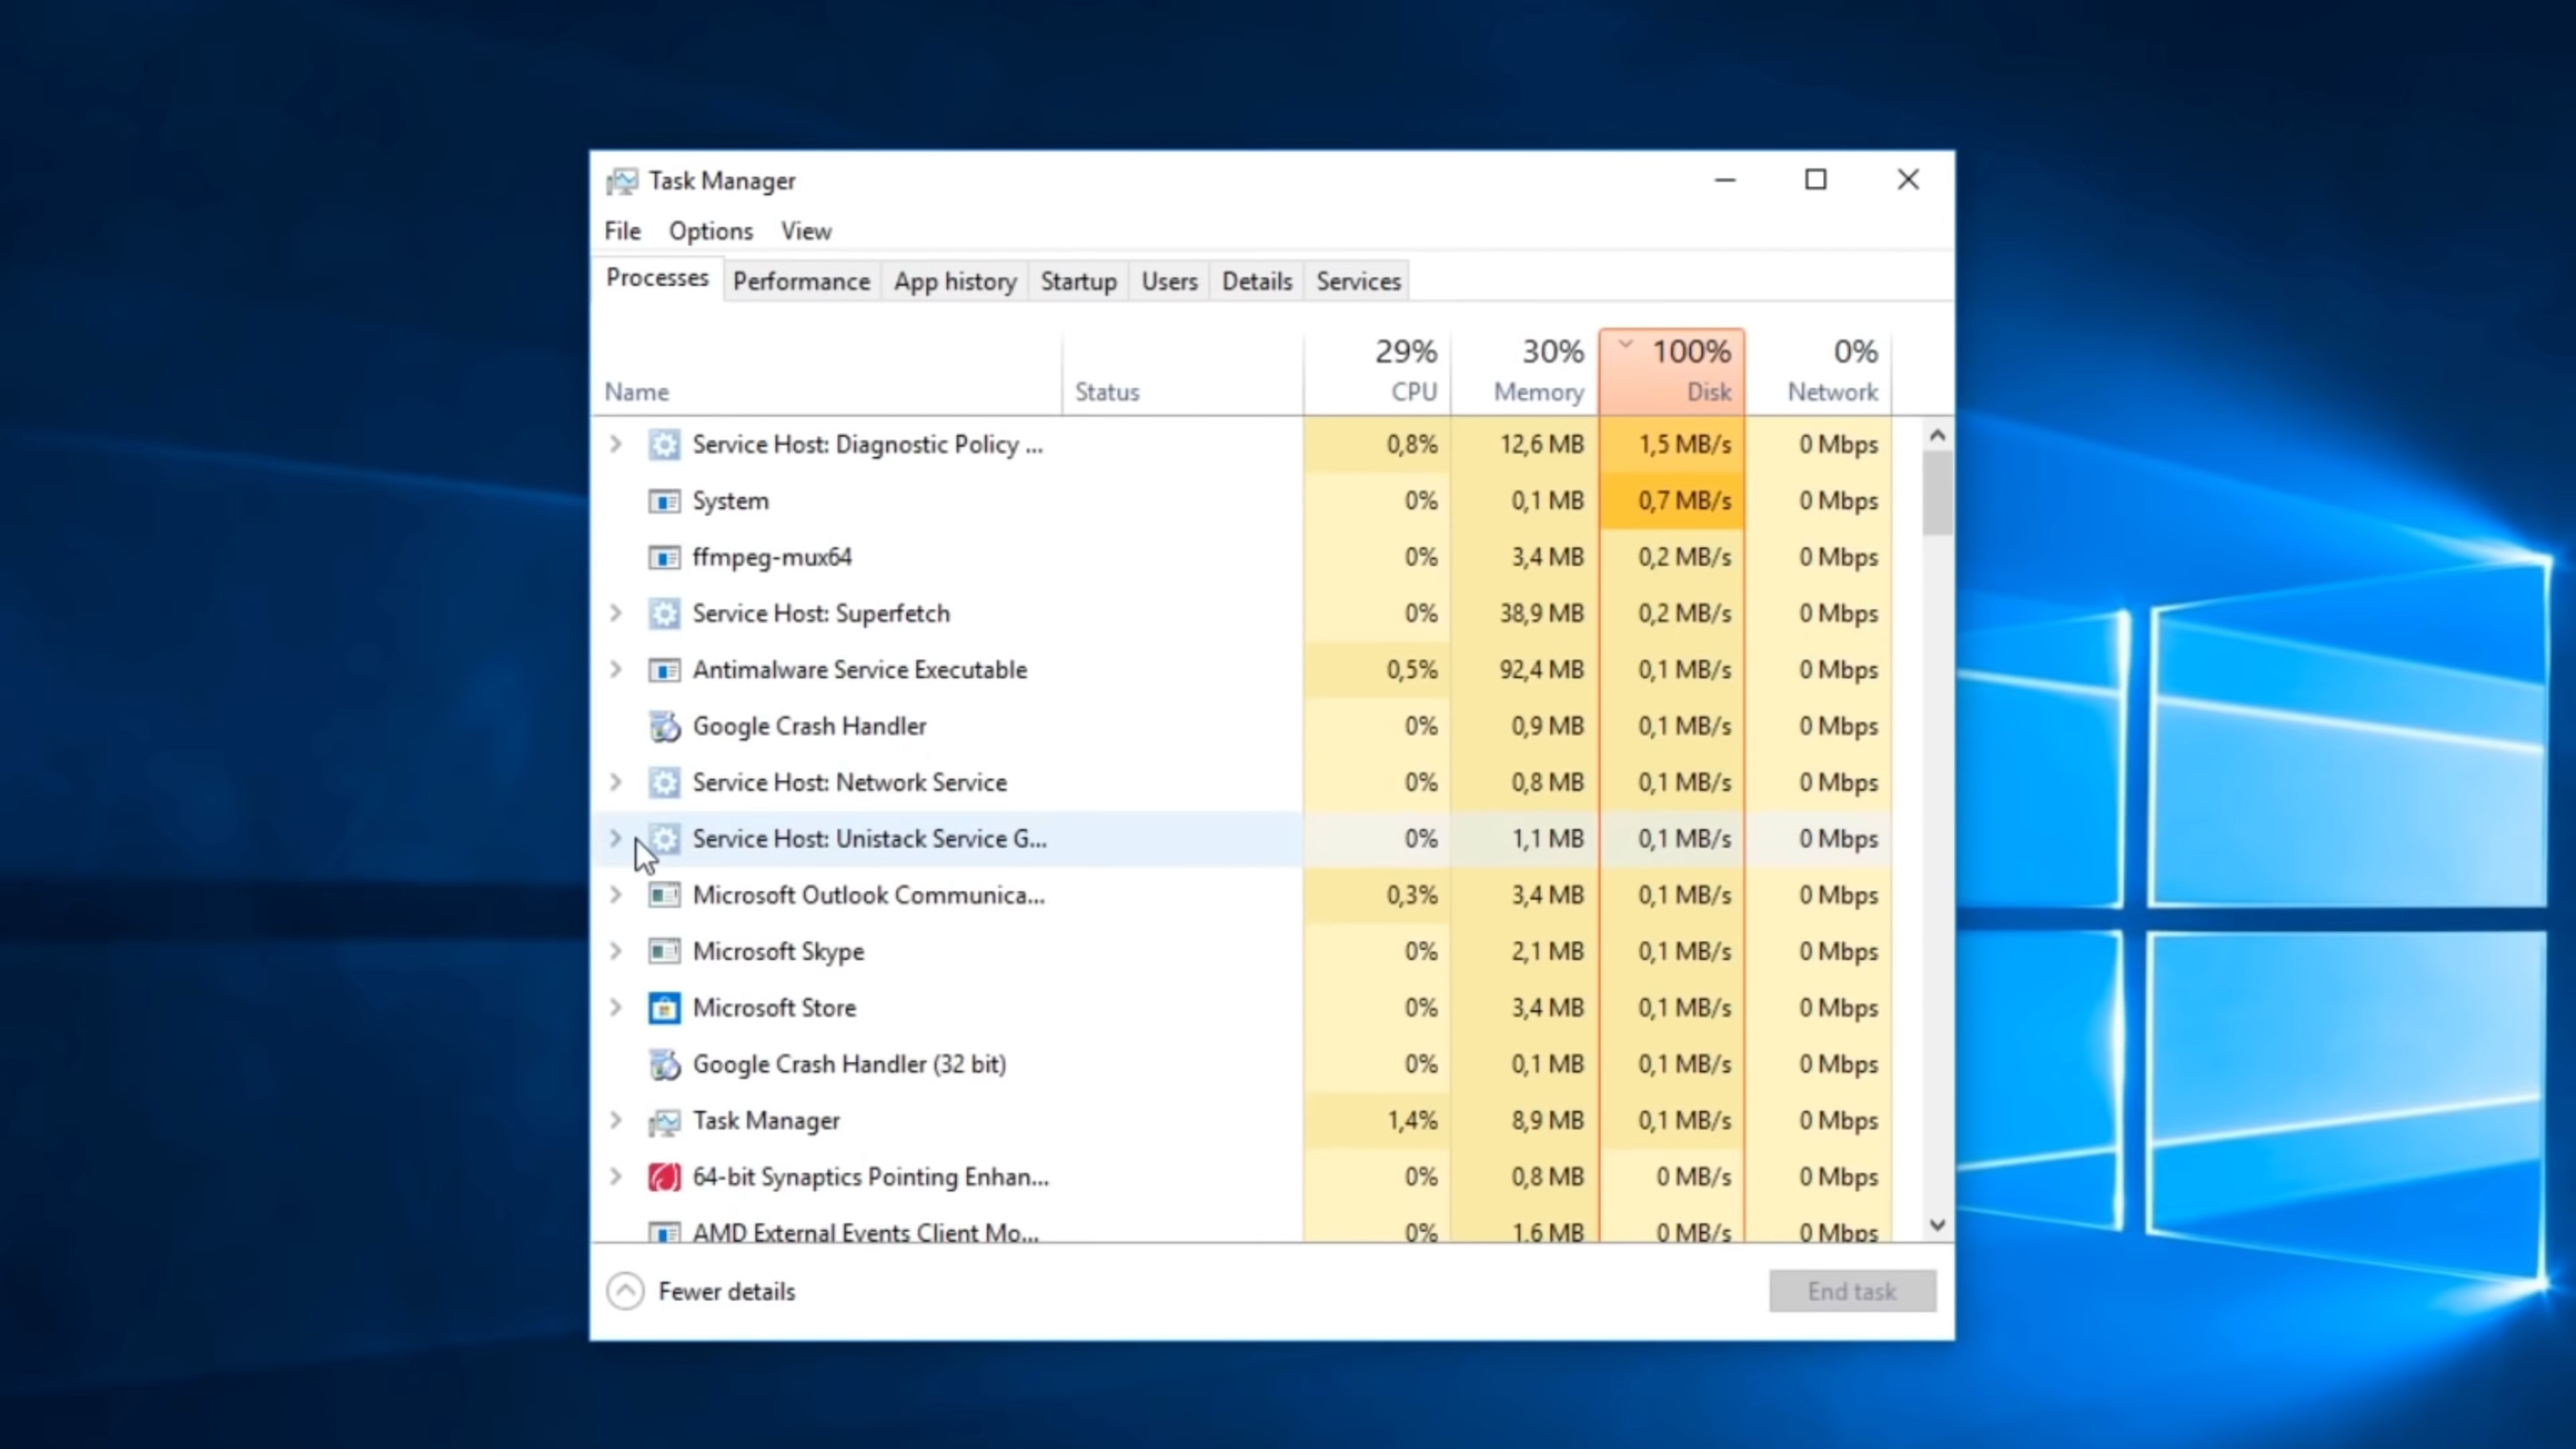 Task Manager
File Options View
Processes Performance App history Startup Users Details Services
29% 30% 100% 0%
Name Status CPU Memory Disk Network
Service Host: Diagnostic Policy ... 0,8% 12,6 MB 1,5 MB/s 0 Mbps
System 0% 0,1 MB 0,7 MB/s 0 Mbps
ffmpeg-mux64 0% 3,4 MB 0,2 MB/s 0 Mbps
Service Host: Superfetch 0% 38,9 MB 0,2 MB/s 0 Mbps
Antimalware Service Executable 0,5% 92,4 MB 0,1 MB/s 0 Mbps
Google Crash Handler 0% 0,9 MB 0,1 MB/s 0 Mbps
Service Host: Network Service 0% 0,8 MB 0,1 MB/s 0 Mbps
Service Host: Unistack Service G... 0% 1,1 MB 0,1 MB/s 0 Mbps
Microsoft Outlook Communica... 0,3% 3,4 MB 0,1 MB/s 0 Mbps
Microsoft Skype 0% 2,1 MB 0,1 MB/s 0 Mbps
Microsoft Store 0% 3,4 MB 0,1 MB/s 0 Mbps
Google Crash Handler (32 bit) 0% 0,1 MB 0,1 MB/s 0 Mbps
Task Manager 1,4% 8,9 MB 0,1 MB/s 0 Mbps
64-bit Synaptics Pointing Enhan... 0% 0,8 MB 0 MB/s 0 Mbps
AMD External Events Client Mo... 0% 1,6 MB 0 MB/s 0 Mbps
Fewer details End task